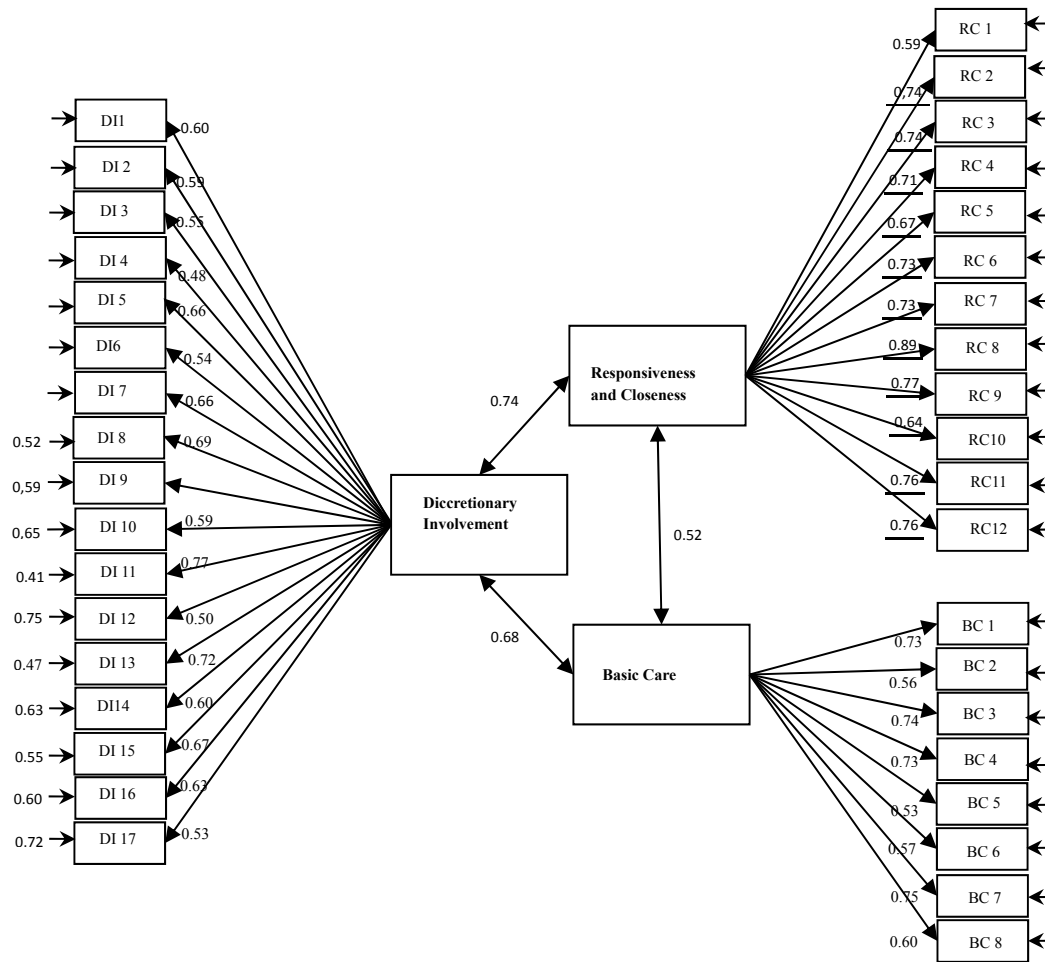 DI1
0.60
DI 2
0.59
DI 3
0.55
DI 4
0.48
DI 5
0.66
DI6
0.54
DI 7
0.66
0.52
DI 8
0.69
0,59
DI 9
0.65
DI 10
0.59
0.41
DI 11
0.77
0.75
DI 12
0.50
0.47
DI 13
0.72
0.63
DI14
0.60
0.55
DI 15
0.67
0.60
DI 16
0.63
0.72
DI 17
0.53
Diccretionary
Involvement
0.74
0.68
0.52
Responsiveness
and Closeness
Basic Care
0.59
RC 1
0,74
RC 2
0.74
RC 3
0.71
RC 4
0.67
RC 5
0.73
RC 6
0.73
RC 7
0.89
RC 8
0.77
RC 9
0.64
RC10
0.76
RC11
0.76
RC12
0.73
BC 1
0.56
BC 2
0.74
BC 3
0.73
BC 4
0.53
BC 5
0.57
BC 6
0.75
BC 7
0.60
BC 8